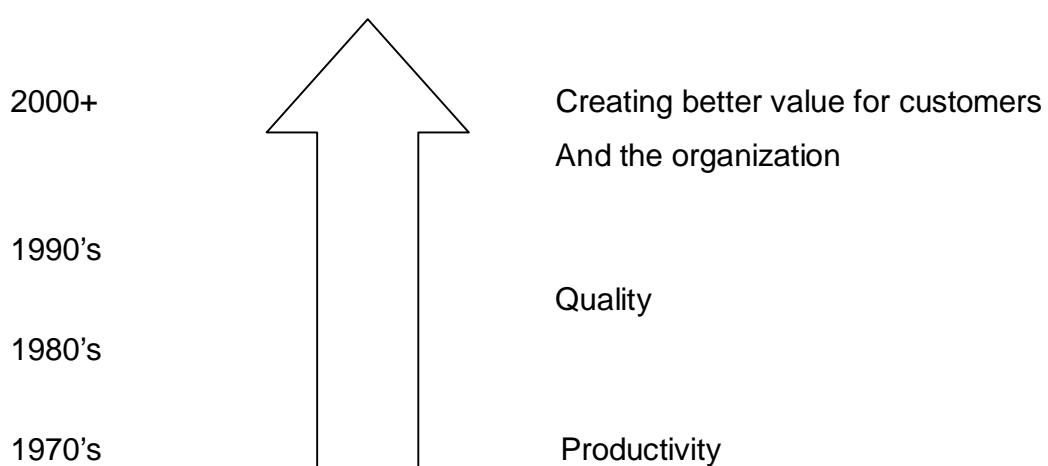 2000+ Creating better value for customers
And the organization
1990’s
Quality
1980’s
1970’s Productivity